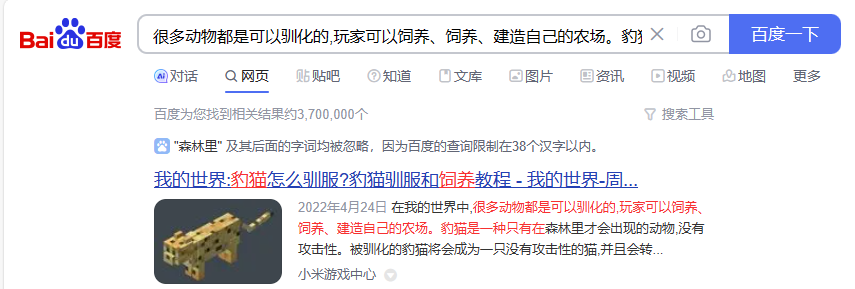 Bai du 百度 很多动物都是可以驯化的,玩家可以饲养、饲养、建造自己的农场。豹 百度一下
Ai 对话 网页 贴 贴吧 知道 文库 图片 资讯 视频 地图 更多
百度为您找到相关结果约3,700,000个 搜索工具
"森林里" 及其后面的字词均被忽略，因为百度的查询限制在38个汉字以内。
我的世界:豹猫怎么驯服?豹猫驯服和饲养教程 - 我的世界-周...
2022年4月24日 在我的世界中,很多动物都是可以驯化的,玩家可以饲养、
饲养、建造自己的农场。豹猫是一种只有在森林里才会出现的动物,没有
攻击性。被驯化的豹猫将会成为一只没有攻击性的猫,并且会转...
小米游戏中心